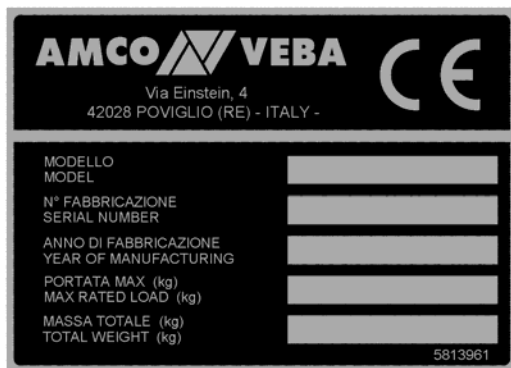 AMCO VEBA
CE
Via Einstein, 4
42028 POVIGLIO (RE) - ITALY -
MODELLO
MODEL
N° FABBRICAZIONE
SERIAL NUMBER
ANNO DI FABBRICAZIONE
YEAR OF MANUFACTURING
PORTATA MAX (kg)
MAX RATED LOAD (kg)
MASSA TOTALE (kg)
TOTAL WEIGHT (kg)
5813961